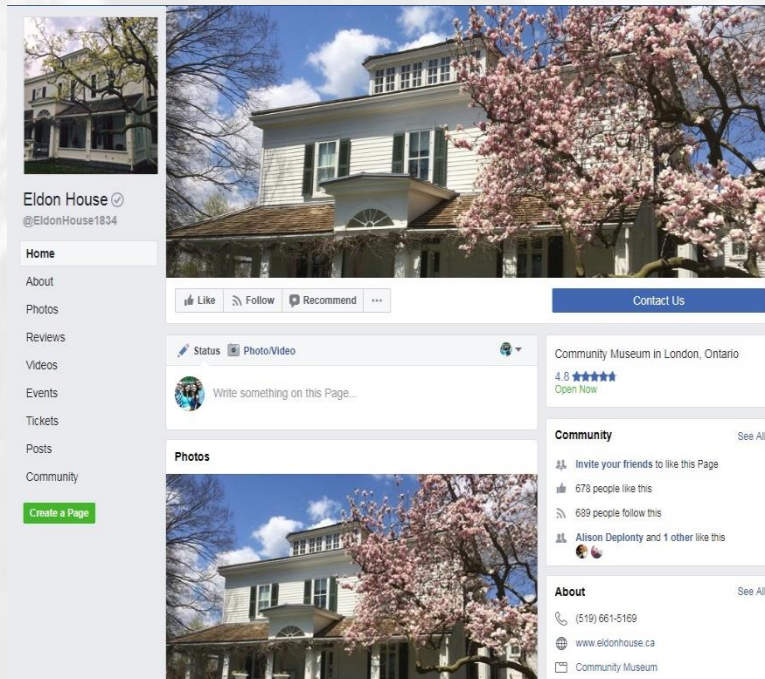 Eldon House
@EldonHouse1834
Home
About
Photos
Reviews
Videos
Events
Tickets
Posts
Community
Create a Page
Like Follow Recommend ...
Contact Us
Status Photo/Video
Write something on this Page...
Photos
Community Museum in London, Ontario
4.8 ★★★★★
Open Now
Community See All
Invite your friends to like this Page
678 people like this
689 people follow this
Alison Deplonty and 1 other like this
About See All
(519) 661-5169
www.eldonhouse.ca
Community Museum